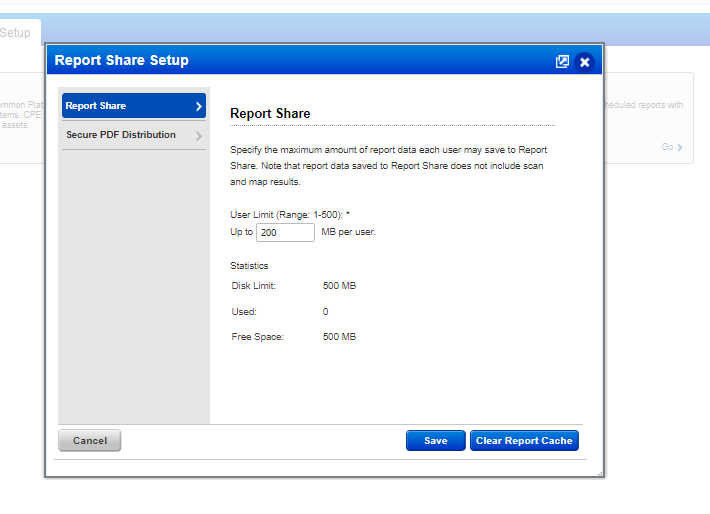 Setup
Report Share Setup
mmon Plat
tems. CPE
assets.
heduled reports with
Go
Report Share
Secure PDF Distribution
Report Share
Specify the maximum amount of report data each user may save to Report
Share. Note that report data saved to Report Share does not include scan
and map results.
User Limit (Range: 1-500): *
Up to 200 MB per user.
Statistics
Disk Limit: 500 MB
Used: 0
Free Space: 500 MB
Cancel
Save
Clear Report Cache